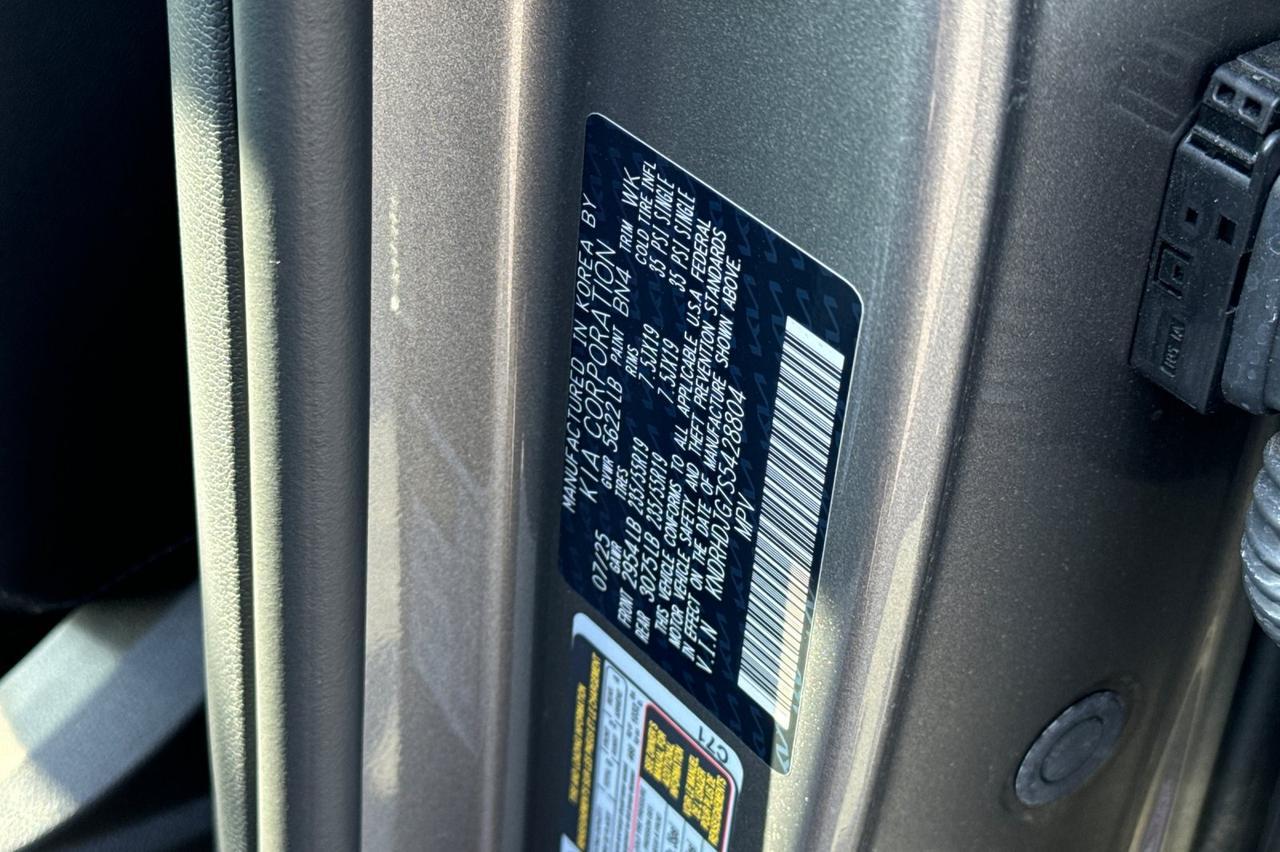 MANUFACTURED IN KOREA BY
KIA CORPORATION
07/25 GVWR 5622LB PAINT BN4 TRIM WK
GAWR TIRES RIMS COLD TIRE INFL
FRNT 2954LB 235/55R19 7.5JX19 35 PSI SINGLE
REAR 3075LB 235/55R19 7.5JX19 35 PSI SINGLE
THIS VEHICLE CONFORMS TO ALL APPLICABLE U.S.A FEDERAL
MOTOR VEHICLE SAFETY AND THEFT PREVENTION STANDARDS
IN EFFECT ON THE DATE OF MANUFACTURE SHOWN ABOVE.
V.I.N KNDRHDJG7S5428804
MPV
C71